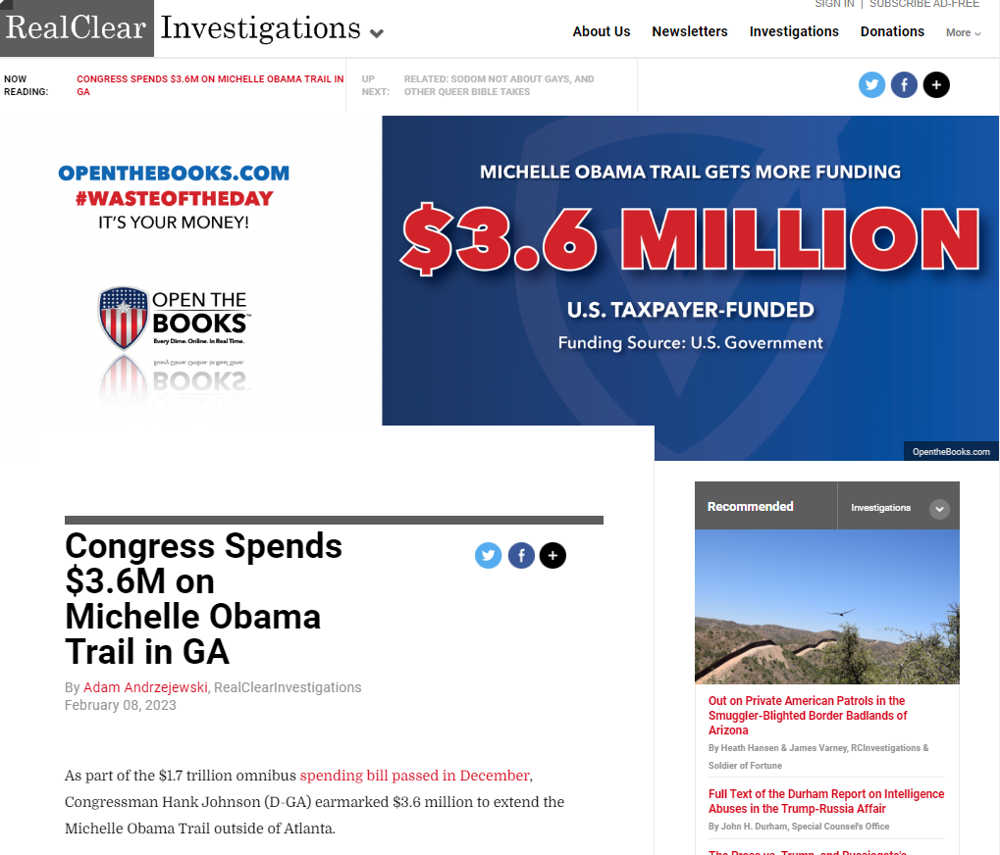 SIGN IN | SUBSCRIBE AD-FREE
RealClear Investigations
About Us Newsletters Investigations Donations More
NOW READING:
CONGRESS SPENDS $3.6M ON MICHELLE OBAMA TRAIL IN GA
UP NEXT:
RELATED: SODOM NOT ABOUT GAYS, AND OTHER QUEER BIBLE TAKES
OPENTHEBOOKS.COM
#WASTEOFTHEDAY
IT'S YOUR MONEY!
OPEN THE
BOOKS™
Every Dime. Online. In Real Time.
MICHELLE OBAMA TRAIL GETS MORE FUNDING
$3.6 MILLION
U.S. TAXPAYER-FUNDED
Funding Source: U.S. Government
OpentheBooks.com
Congress Spends
$3.6M on
Michelle Obama
Trail in GA
By Adam Andrzejewski, RealClearInvestigations
February 08, 2023
As part of the $1.7 trillion omnibus spending bill passed in December,
Congressman Hank Johnson (D-GA) earmarked $3.6 million to extend the
Michelle Obama Trail outside of Atlanta.
Recommended Investigations
Out on Private American Patrols in the
Smuggler-Blighted Border Badlands of
Arizona
By Heath Hansen & James Varney, RCInvestigations &
Soldier of Fortune
Full Text of the Durham Report on Intelligence
Abuses in the Trump-Russia Affair
By John H. Durham, Special Counsel's Office
The Press vs. Trump, and Russiagate's